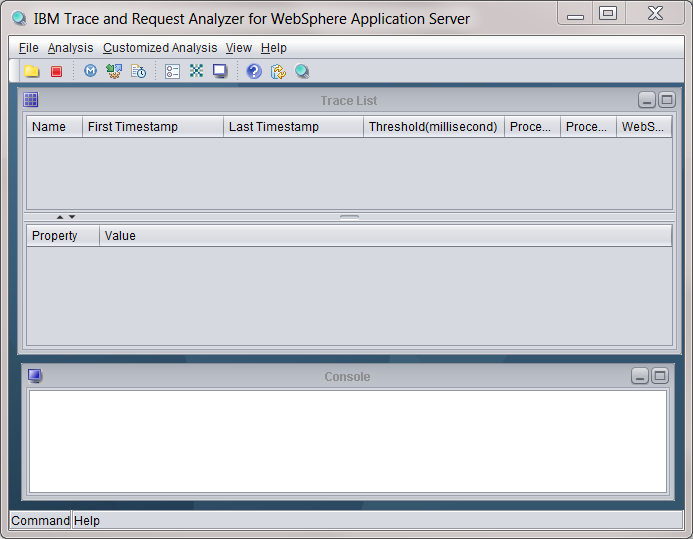 IBM Trace and Request Analyzer for WebSphere Application Server
File Analysis Customized Analysis View Help
Trace List
Name First Timestamp Last Timestamp Threshold(millisecond) Proce... Proce... WebS...
Property Value
Console
Command Help